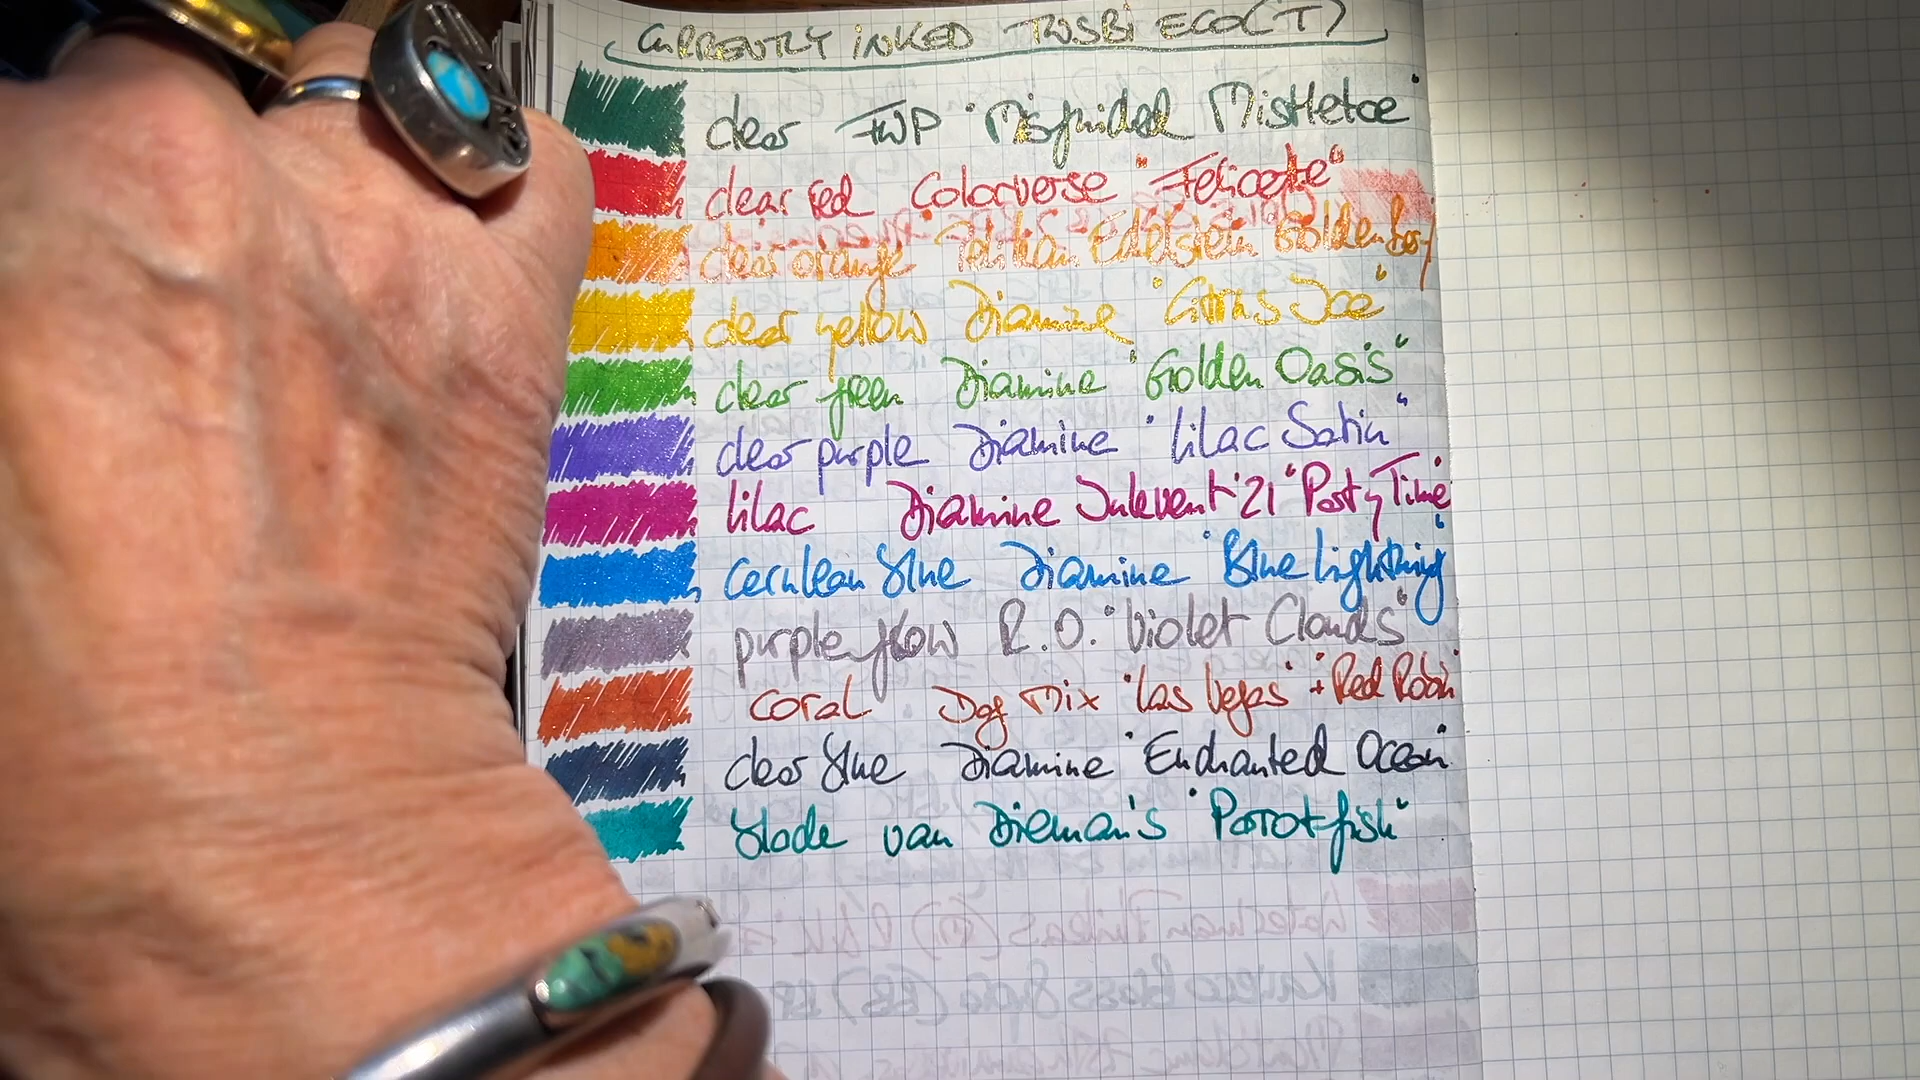 CURRENTLY INKED TWSBI ECO(T)
clear FWP "Misguided Mistletoe"
clear red Colorverse "Felicette"
clear orange Pelikan Edelstein Golden Beryl
clear yellow Diamine "Citrus Ice"
clear green Diamine "Golden Oasis"
clear purple Diamine "Lilac Satin"
lilac Diamine Inkvent '21 "Party Time"
cerulean blue Diamine "Blue Lightning"
purple glow R.O. "Violet Clouds"
coral Mix "Las Vegas" + "Red Robin"
clear blue Diamine "Enchanted Ocean"
blade van Dieman's "Parrotfish"